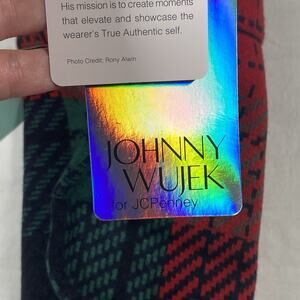 His mission is to create moments
that elevate and showcase the
wearer's True Authentic self.
Photo Credit: Rony Alwin
JOHNNY
WUJEK
for JCPenney